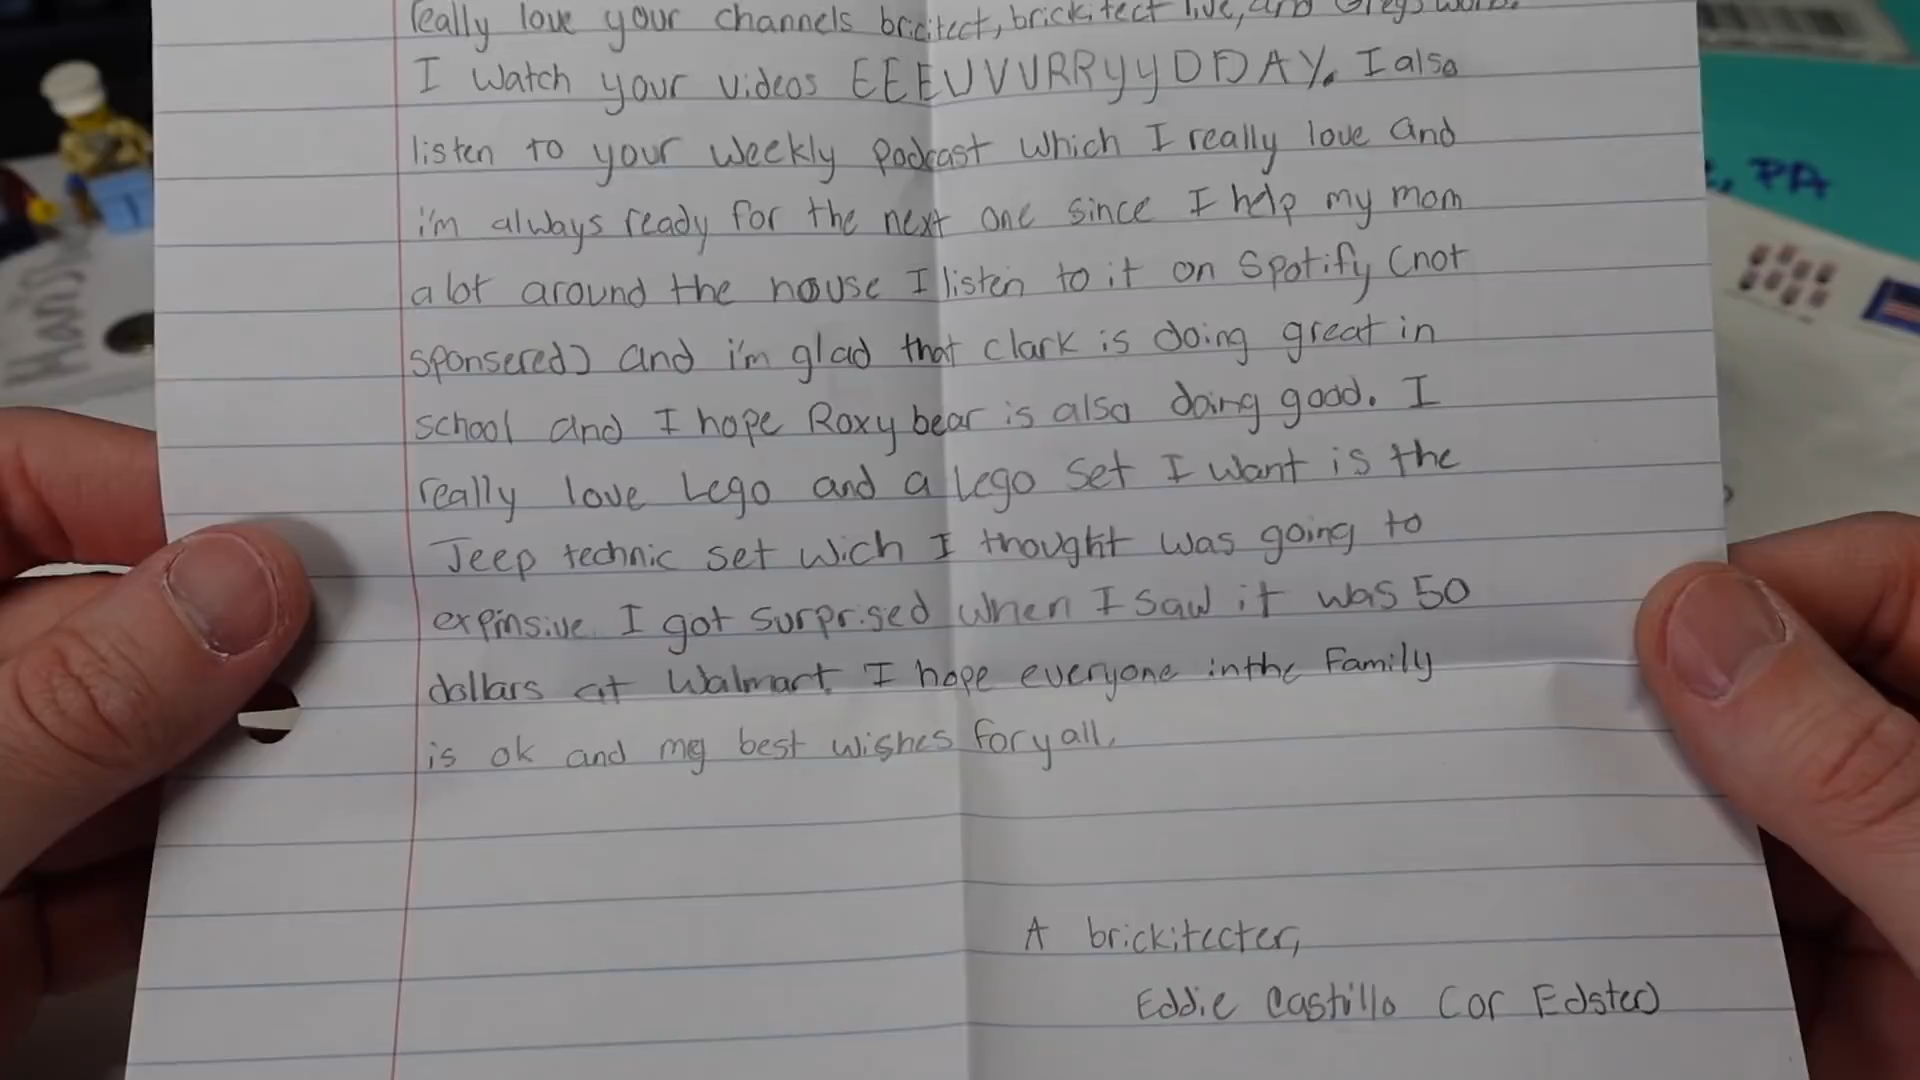 really love your channels bricitect, brickitect live, and Greg's world.
I watch your videos EEEUVVURRYYDDAY. I also
listen to your weekly podcast which I really love and
i'm always ready for the next one since I help my mom
a lot around the house I listen to it on Spotify (not
sponsered) and i'm glad that clark is doing great in
school and I hope Roxy bear is also doing good. I
really love Lego and a Lego set I want is the
Jeep technic set wich I thought was going to
expinsive. I got surprised when I saw it was 50
dollars at Walmart. I hope everyone in the family
is ok and my best wishes for y all,
A brickitecter,
Eddie Castillo (or Edster)
, PA